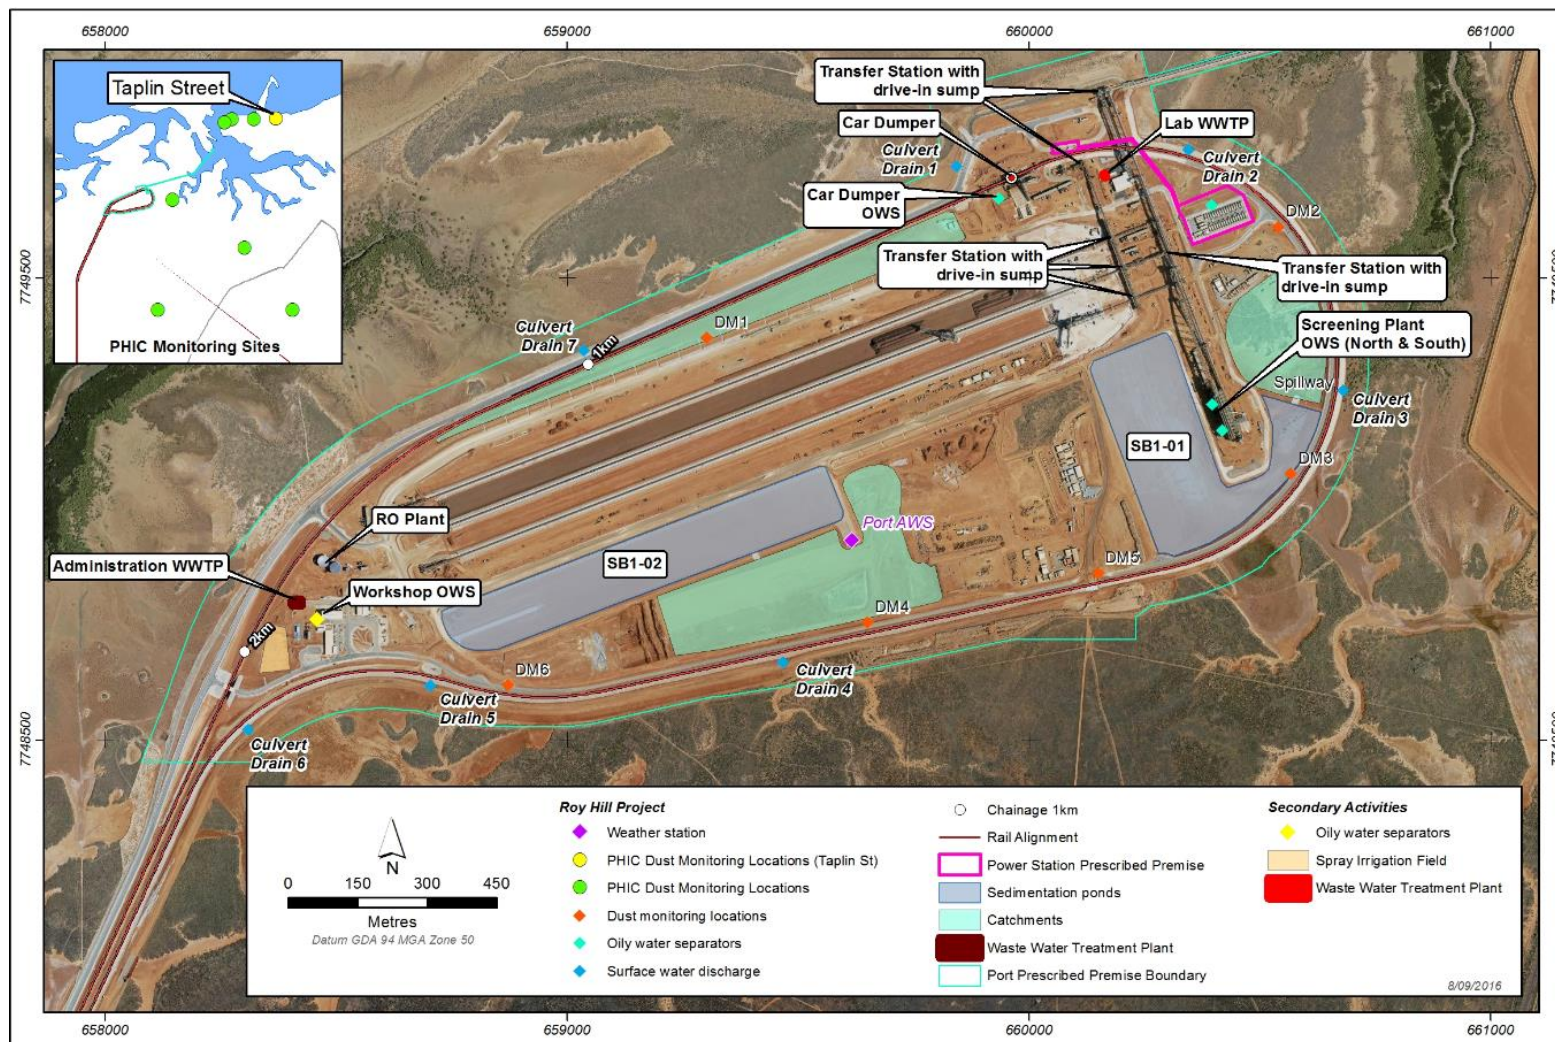 658000
659000
660000
661000
7749500
7748500
7749500
7748500
Taplin Street
PHIC Monitoring Sites
Transfer Station with
drive-in sump
Car Dumper
Lab WWTP
Culvert
Drain 1
Culvert
Drain 2
Car Dumper
OWS
DM2
Transfer Station with
drive-in sump
Transfer Station with
drive-in sump
Culvert
Drain 7
1km
DM1
Screening Plant
OWS (North & South)
Spillway
Culvert
Drain 3
SB1-01
DM3
RO Plant
Port AWS
Administration WWTP
SB1-02
DM5
Workshop OWS
DM4
2km
DM6
Culvert
Drain 4
Culvert
Drain 5
Culvert
Drain 6
N
0 150 300 450
Metres
Datum GDA 94 MGA Zone 50
Roy Hill Project
Weather station
PHIC Dust Monitoring Locations (Taplin St)
PHIC Dust Monitoring Locations
Dust monitoring locations
Oily water separators
Surface water discharge
Chainage 1km
Rail Alignment
Power Station Prescribed Premise
Sedimentation ponds
Catchments
Waste Water Treatment Plant
Port Prescribed Premise Boundary
Secondary Activities
Oily water separators
Spray Irrigation Field
Waste Water Treatment Plant
8/09/2016
658000
659000
660000
661000